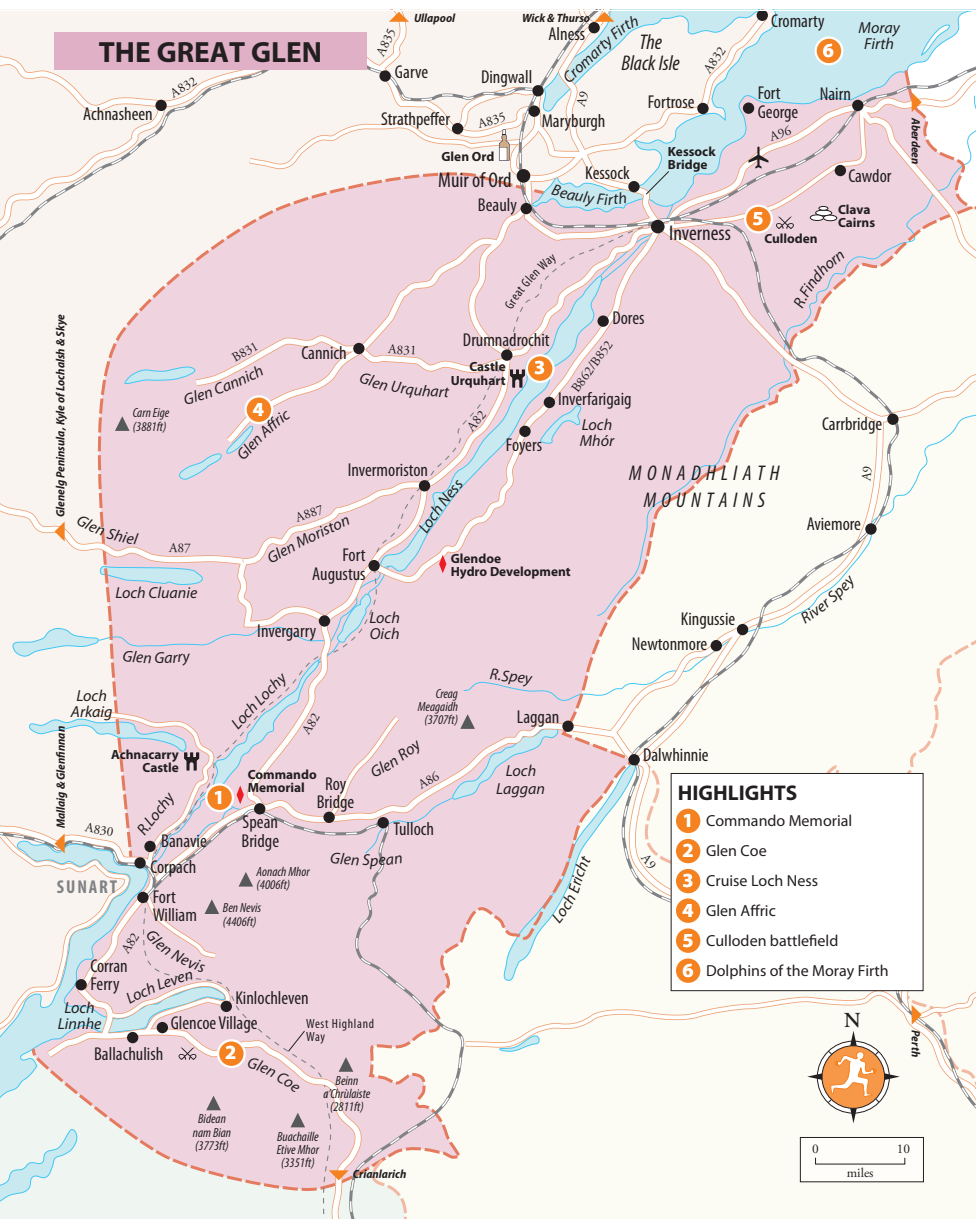 THE GREAT GLEN
Ullapool
Wick & Thurso
Alness
Cromarty
Moray
Firth
6
A835
Cromarty Firth
The
Black Isle
A832
Garve
Dingwall
A9
A832
Achnasheen
Strathpeffer
A835
Maryburgh
Fortrose
Fort
George
Nairn
Aberdeen
A96
Glen Ord
Muir of Ord
Kessock
Kessock
Bridge
Cawdor
Beauly
Beauly Firth
Inverness
5
Culloden
Clava
Cairns
R.Findhorn
Great Glen Way
Dores
Drumnadrochit
B831
Cannich
A831
Castle
Urquhart
3
B862/B852
Glen Cannich
Glen Urquhart
Inverfarigaig
4
Glen Affric
Carn Eige
(3881ft)
A82
Foyers
Loch
Mhór
Carrbridge
Glenelg Peninsula, Kyle of Lochalsh & Skye
Invermoriston
MONADHLIATH
MOUNTAINS
A9
Loch Ness
A887
Glen Moriston
Glen Shiel
A87
Aviemore
Fort
Augustus
Glendoe
Hydro Development
Loch Cluanie
River Spey
Loch
Oich
Invergarry
Kingussie
Newtonmore
Glen Garry
R.Spey
Loch Lochy
Loch
Arkaig
Creag
Meagaidh
(3707ft)
A82
Laggan
Mallaig & Glenfinnan
Achnacarry
Castle
Glen Roy
Dalwhinnie
Commando
Memorial
1
Roy
Bridge
A86
Loch
Laggan
R.Lochy
Spean
Bridge
Tulloch
A830
Banavie
Corpach
Glen Spean
A9
SUNART
Aonach Mhor
(4006ft)
Loch Ericht
Fort
William
Ben Nevis
(4406ft)
A82
Glen Nevis
Corran
Ferry
Loch Leven
Kinlochleven
Loch
Linnhe
Glencoe Village
West Highland
Way
Ballachulish
2
Glen Coe
Beinn
a'Chrùlaiste
(2811ft)
Bidean
nam Bian
(3773ft)
Buachaille
Etive Mhor
(3351ft)
Crianlarich
Perth
HIGHLIGHTS
1 Commando Memorial
2 Glen Coe
3 Cruise Loch Ness
4 Glen Affric
5 Culloden battlefield
6 Dolphins of the Moray Firth
N
0 10
miles